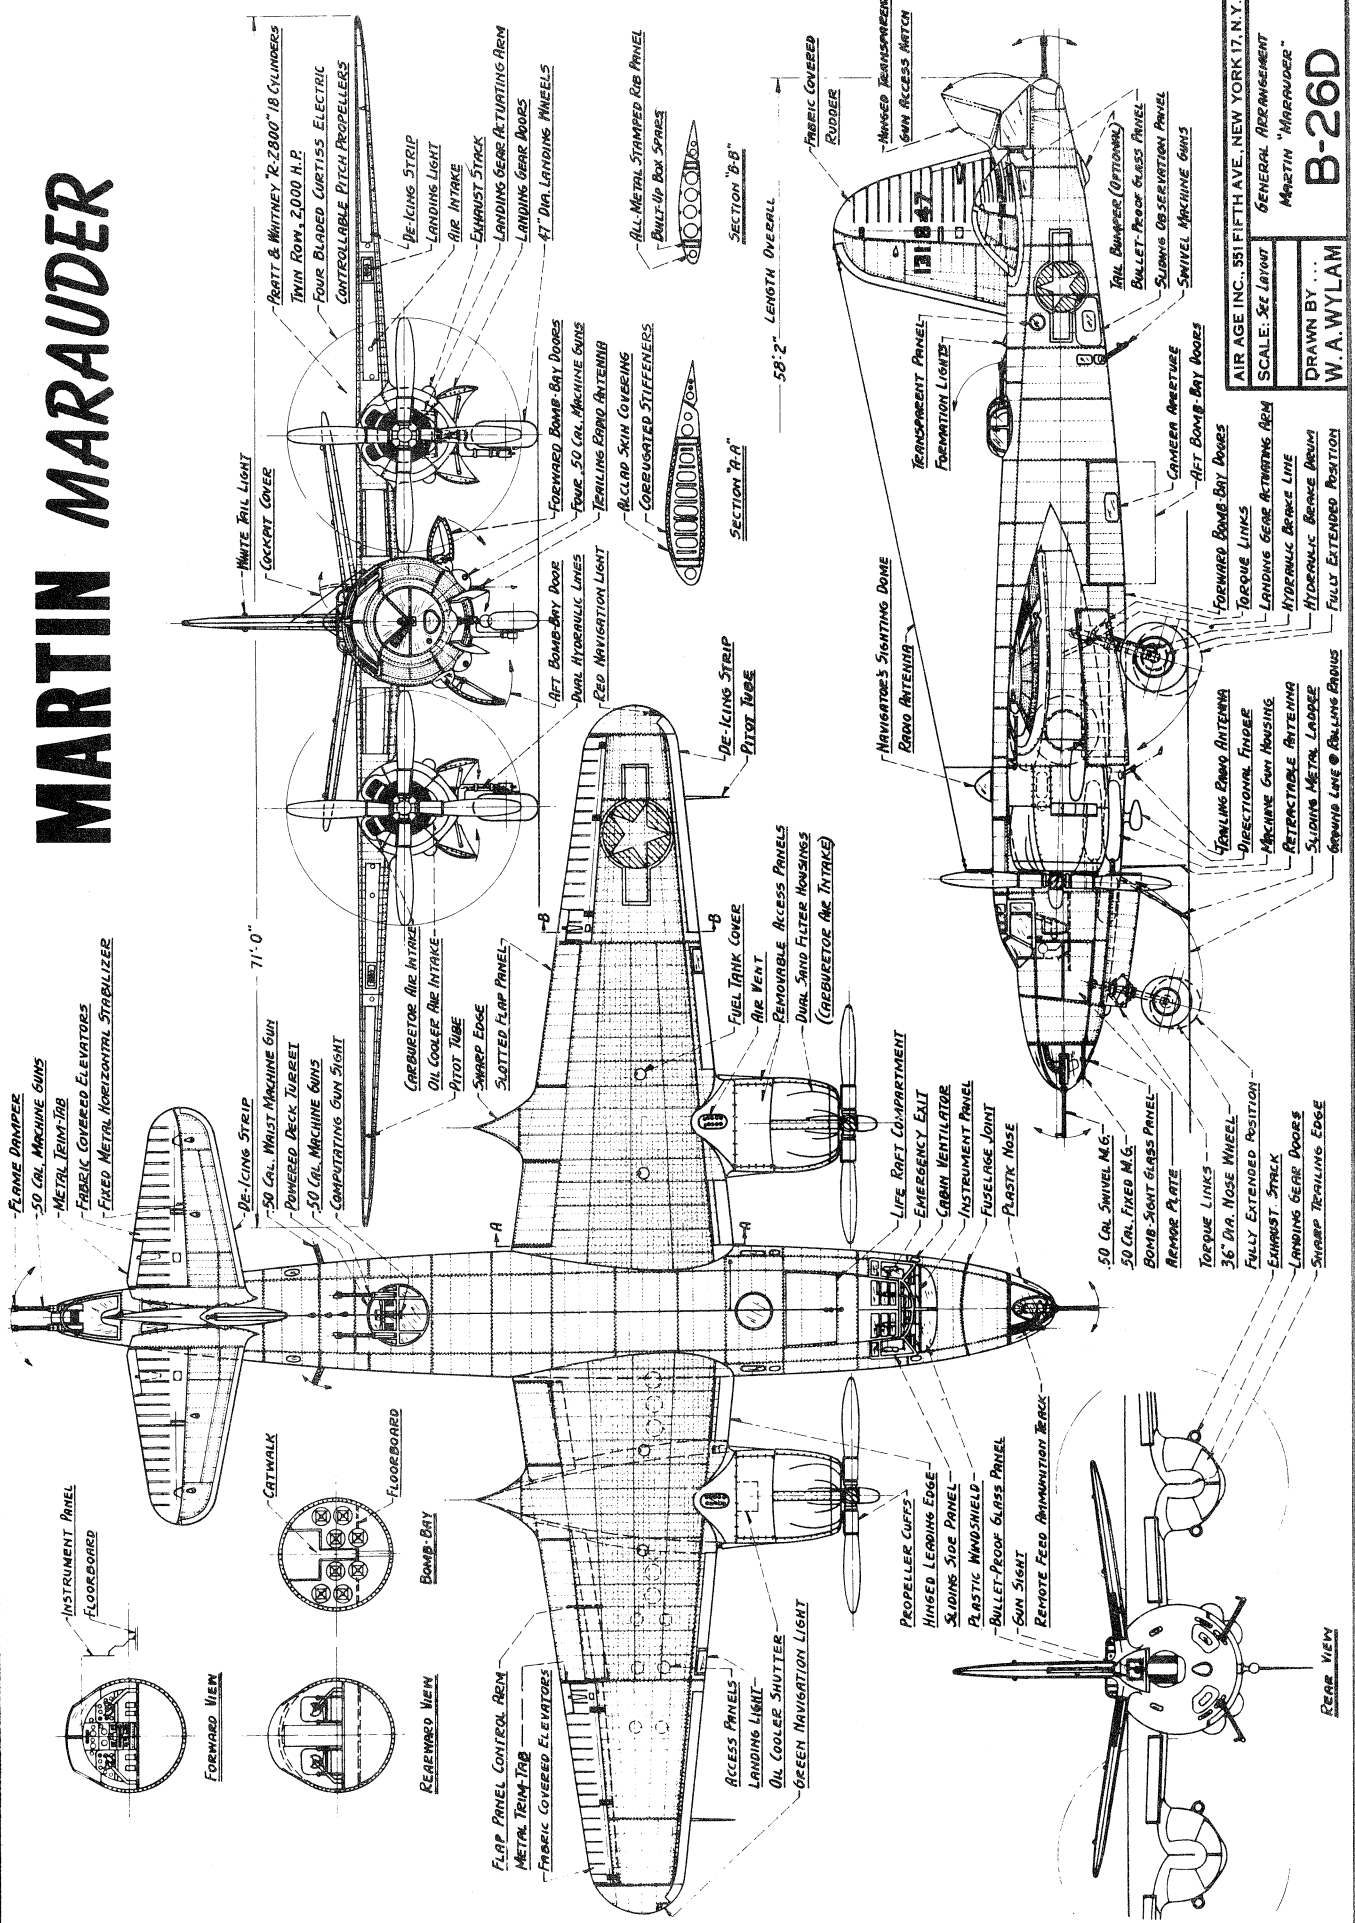 MARTIN MARAUDER
FLAME DAMPER
.50 CAL. MACHINE GUNS
METAL TRIM-TAB
FABRIC COVERED ELEVATORS
FIXED METAL HORIZONTAL STABILIZER
71'-0"
WHITE TAIL LIGHT
COCKPIT COVER
PRATT & WHITNEY "R-2800" 18 CYLINDERS
TWIN ROW, 2,000 H.P.
FOUR BLADED CURTISS ELECTRIC
CONTROLLABLE PITCH PROPELLERS
DE-ICING STRIP
LANDING LIGHT
AIR INTAKE
EXHAUST STACK
LANDING GEAR ACTUATING ARM
LANDING GEAR DOORS
47" DIA. LANDING WHEELS
INSTRUMENT PANEL
FLOORBOARD
FORWARD VIEW
REARWARD VIEW
CATWALK
FLOORBOARD
BOMB-BAY
DE-ICING STRIP
.50 CAL. WAIST MACHINE GUN
POWERED DECK TURRET
.50 CAL. MACHINE GUNS
COMPUTING GUN SIGHT
CARBURETOR AIR INTAKE
OIL COOLER AIR INTAKE
PITOT TUBE
SHARP EDGE
SLOTTED FLAP PANEL
AFT BOMB-BAY DOOR
DUAL HYDRAULIC LINES
RED NAVIGATION LIGHT
FORWARD BOMB-BAY DOORS
FOUR .50 CAL. MACHINE GUNS
TRAILING RADIO ANTENNA
ALCLAD SKIN COVERING
CORRUGATED STIFFENERS
SECTION "A-A"
ALL-METAL STAMPED RIB PANEL
BUILT-UP BOX SPARS
SECTION "B-B"
A
A
B
B
FLAP PANEL CONTROL ARM
METAL TRIM-TAB
FABRIC COVERED ELEVATORS
ACCESS PANELS
LANDING LIGHT
OIL COOLER SHUTTER
GREEN NAVIGATION LIGHT
DE-ICING STRIP
PITOT TUBE
FUEL TANK COVER
AIR VENT
REMOVABLE ACCESS PANELS
DUAL SAND FILTER HOUSINGS
(CARBURETOR AIR INTAKE)
LIFE RAFT COMPARTMENT
EMERGENCY EXIT
CABIN VENTILATOR
INSTRUMENT PANEL
FUSELAGE JOINT
PLASTIC NOSE
PROPELLER CUFFS
HINGED LEADING EDGE
SLIDING SIDE PANEL
PLASTIC WINDSHIELD
BULLET-PROOF GLASS PANEL
GUN SIGHT
REMOTE FEED AMMUNITION TRACK
58'-2" LENGTH OVERALL
FABRIC COVERED
RUDDER
HINGED TRANSPAREN
GUN ACCESS HATCH
131847
NAVIGATOR'S SIGHTING DOME
RADIO ANTENNA
TRANSPARENT PANEL
FORMATION LIGHTS
TAIL BUMPER (OPTIONAL)
BULLET-PROOF GLASS PANEL
SLIDING OBSERVATION PANEL
SWIVEL MACHINE GUNS
CAMERA APERTURE
AFT BOMB-BAY DOORS
FORWARD BOMB-BAY DOORS
TORQUE LINKS
LANDING GEAR ACTUATING ARM
HYDRAULIC BRAKE LINE
HYDRAULIC BRAKE DRUM
FULLY EXTENDED POSITION
TRAILING RADIO ANTENNA
DIRECTIONAL FINDER
MACHINE GUN HOUSING
RETRACTABLE ANTENNA
SLIDING METAL LADDER
GROUND LINE @ ROLLING RADIUS
.50 CAL. SWIVEL M.G.
.50 CAL. FIXED M.G.
BOMB-SIGHT GLASS PANEL
ARMOR PLATE
TORQUE LINKS
36" DIA. NOSE WHEEL
FULLY EXTENDED POSITION
EXHAUST STACK
LANDING GEAR DOORS
SHARP TRAILING EDGE
REAR VIEW
AIR AGE INC., 551 FIFTH AVE., NEW YORK 17, N.Y.
SCALE: SEE LAYOUT
GENERAL ARRANGEMENT
MARTIN "MARAUDER"
DRAWN BY ...
W. A. WYLAM
B-26D